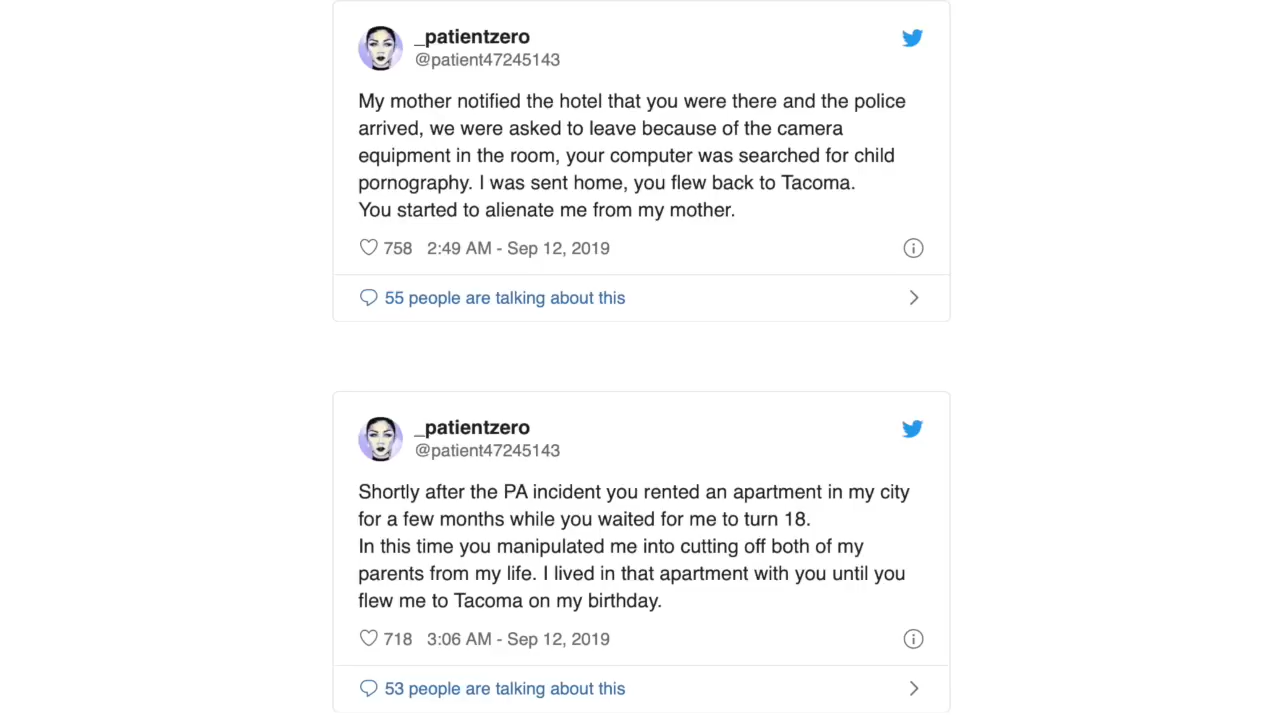 _patientzero
@patient47245143
My mother notified the hotel that you were there and the police
arrived, we were asked to leave because of the camera
equipment in the room, your computer was searched for child
pornography. I was sent home, you flew back to Tacoma.
You started to alienate me from my mother.
758 2:49 AM - Sep 12, 2019
55 people are talking about this
_patientzero
@patient47245143
Shortly after the PA incident you rented an apartment in my city
for a few months while you waited for me to turn 18.
In this time you manipulated me into cutting off both of my
parents from my life. I lived in that apartment with you until you
flew me to Tacoma on my birthday.
718 3:06 AM - Sep 12, 2019
53 people are talking about this